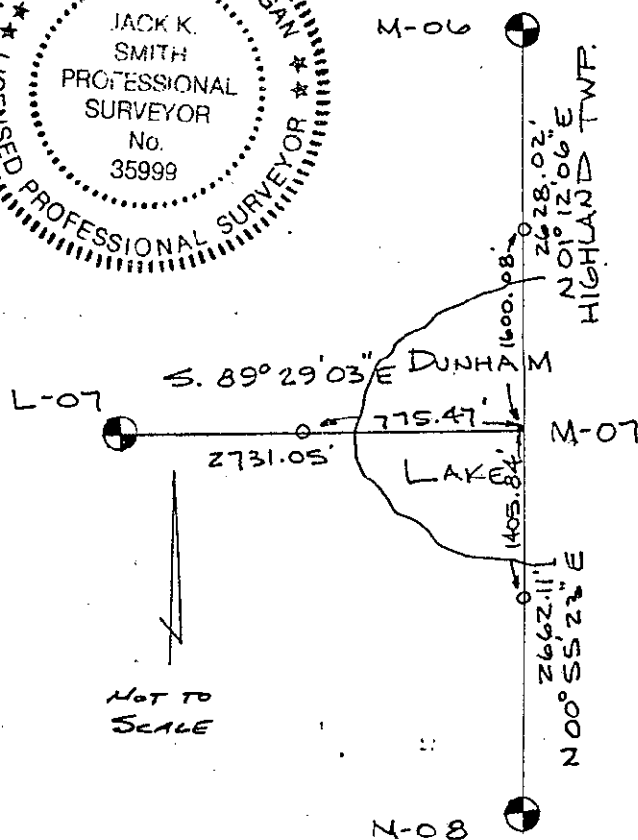 GAN
JACK K.
SMITH
PROFESSIONAL
SURVEYOR
No.
35999
PROFESSIONAL SURVEYOR
M-06
2628.02'
N 01° 12' 06" E
HIGHLAND TWP.
1600.08'
S. 89° 29' 03" E
DUNHAM
L-07
775.47'
M-07
2731.05'
LAKE
1405.84'
2662.11'
N 00° 55' 23" E
NOT TO
SCALE
M-08